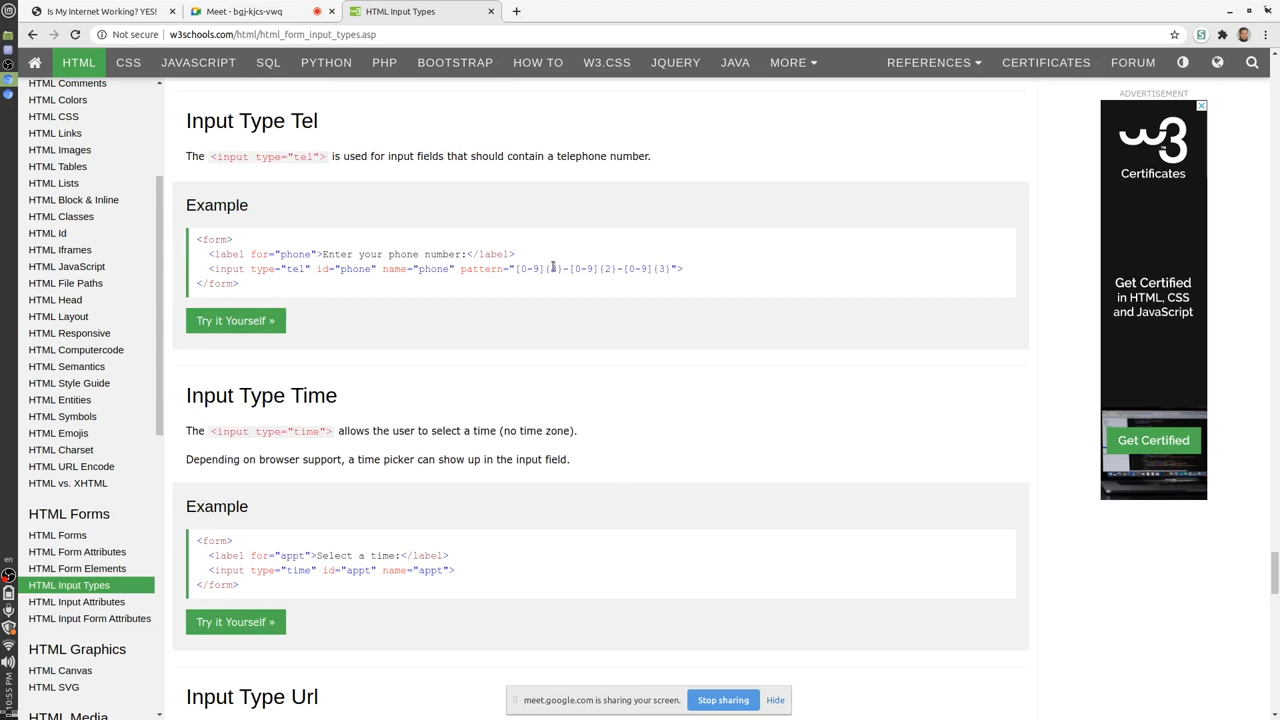 Is My Internet Working? YES!
Meet - bgj-kjcs-vwq
HTML Input Types
Not secure
w3schools.com/html/html_form_input_types.asp
HTML CSS JAVASCRIPT SQL PYTHON PHP BOOTSTRAP HOW TO W3.CSS JQUERY JAVA MORE REFERENCES CERTIFICATES FORUM
HTML Comments
HTML Colors
HTML CSS
HTML Links
HTML Images
HTML Tables
HTML Lists
HTML Block & Inline
HTML Classes
HTML Id
HTML Iframes
HTML JavaScript
HTML File Paths
HTML Head
HTML Layout
HTML Responsive
HTML Computercode
HTML Semantics
HTML Style Guide
HTML Entities
HTML Symbols
HTML Emojis
HTML Charset
HTML URL Encode
HTML vs. XHTML
HTML Forms
HTML Forms
HTML Form Attributes
HTML Form Elements
HTML Input Types
HTML Input Attributes
HTML Input Form Attributes
HTML Graphics
HTML Canvas
HTML SVG
HTML Media
Input Type Tel
The <input type="tel"> is used for input fields that should contain a telephone number.
Example
<form>
<label for="phone">Enter your phone number:</label>
<input type="tel" id="phone" name="phone" pattern="[0-9]{3}-[0-9]{2}-[0-9]{3}">
</form>
Try it Yourself »
Input Type Time
The <input type="time"> allows the user to select a time (no time zone).
Depending on browser support, a time picker can show up in the input field.
Example
<form>
<label for="appt">Select a time:</label>
<input type="time" id="appt" name="appt">
</form>
Try it Yourself »
Input Type Url
ADVERTISEMENT
w3
Certificates
Get Certified
in HTML, CSS
and JavaScript
Get Certified
meet.google.com is sharing your screen.
Stop sharing
Hide
en
10:55 PM